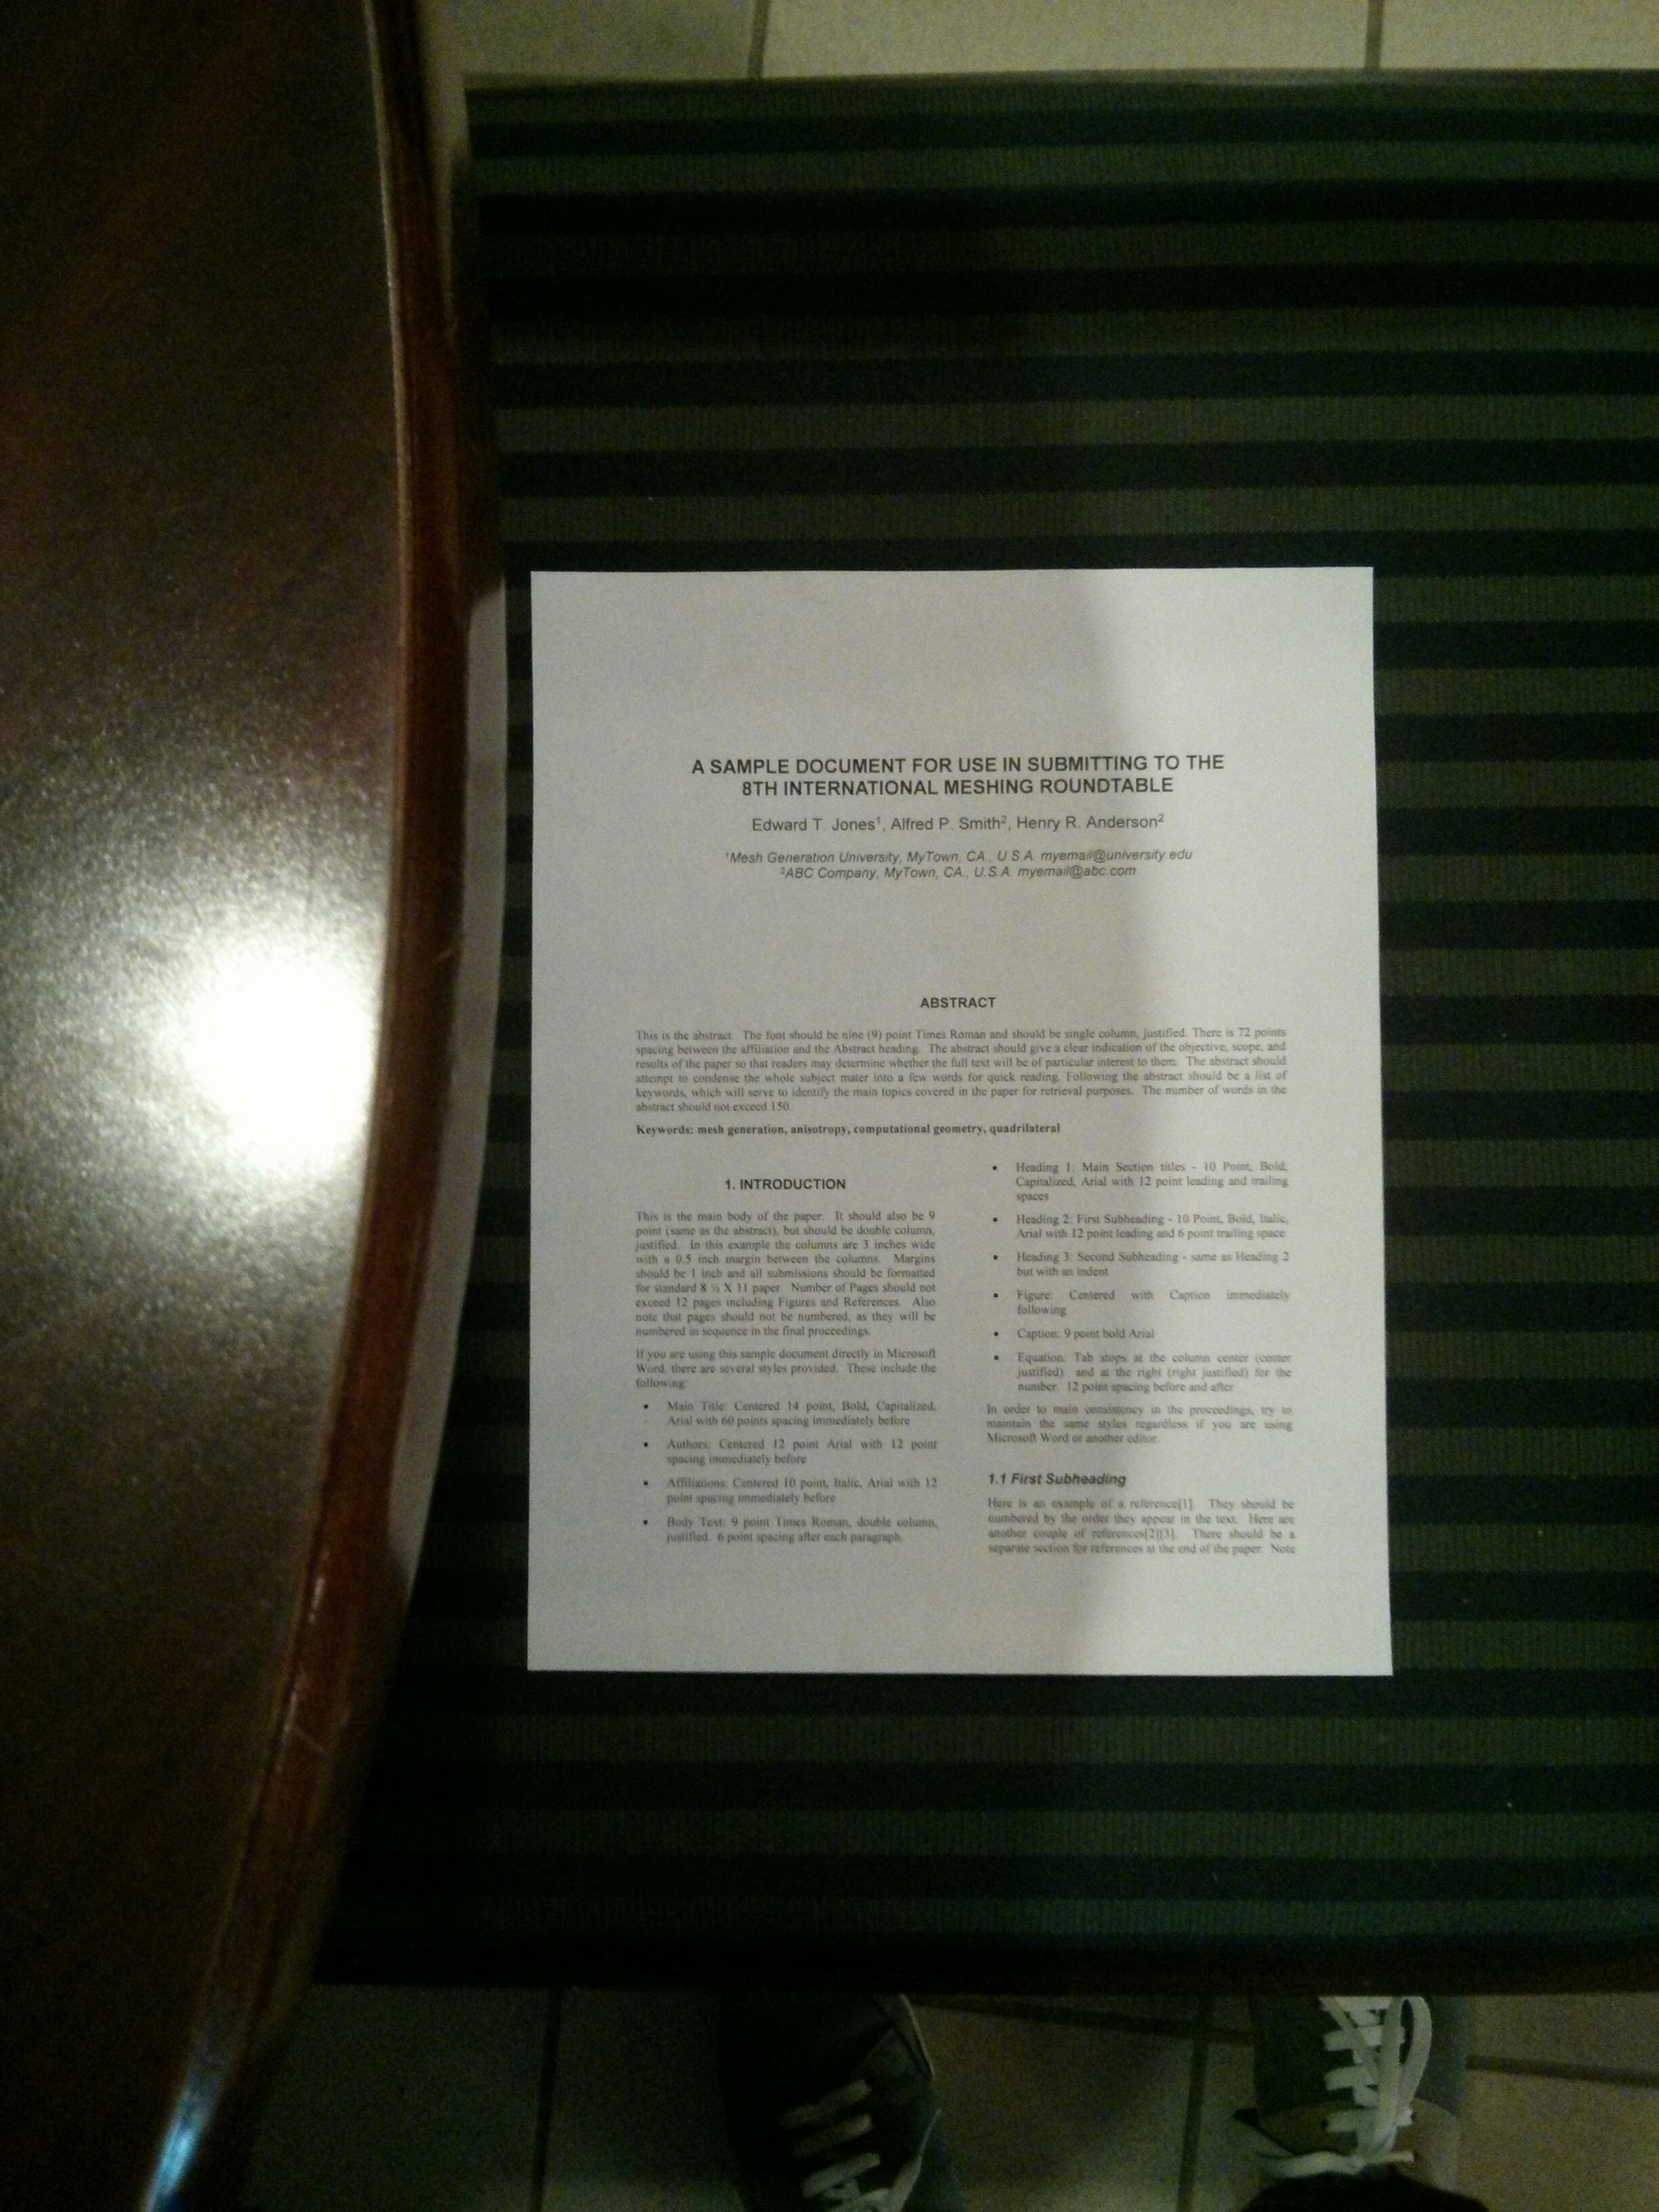 A SAMPLE DOCUMENT FOR USE IN SUBMITTING TO THE
8TH INTERNATIONAL MESHING ROUNDTABLE
Edward T. Jones¹, Alfred P. Smith², Henry R. Anderson²
¹Mesh Generation University, MyTown, CA., U.S.A. myemail@university.edu
²ABC Company, MyTown, CA., U.S.A. myemail@abc.com
ABSTRACT
This is the abstract. The font should be nine (9) point Times Roman and should be single column, justified. There is 72 points
spacing between the affiliation and the Abstract heading. The abstract should give a clear indication of the objective, scope, and
results of the paper so that readers may determine whether the full text will be of particular interest to them. The abstract should
attempt to condense the whole subject mater into a few words for quick reading. Following the abstract should be a list of
keywords, which will serve to identify the main topics covered in the paper for retrieval purposes. The number of words in the
abstract should not exceed 150.
Keywords: mesh generation, anisotropy, computational geometry, quadrilateral
1. INTRODUCTION
This is the main body of the paper. It should also be 9
point (same as the abstract), but should be double column,
justified. In this example the columns are 3 inches wide
with a 0.5 inch margin between the columns. Margins
should be 1 inch and all submissions should be formatted
for standard 8 ½ X 11 paper. Number of Pages should not
exceed 12 pages including Figures and References. Also
note that pages should not be numbered, as they will be
numbered in sequence in the final proceedings.
If you are using this sample document directly in Microsoft
Word, there are several styles provided. These include the
following:
• Main Title: Centered 14 point, Bold, Capitalized,
Arial with 60 points spacing immediately before
• Authors: Centered 12 point Arial with 12 point
spacing immediately before
• Affiliations: Centered 10 point, Italic, Arial with 12
point spacing immediately before
• Body Text: 9 point Times Roman, double column,
justified. 6 point spacing after each paragraph.
• Heading 1: Main Section titles - 10 Point, Bold,
Capitalized, Arial with 12 point leading and trailing
spaces
• Heading 2: First Subheading - 10 Point, Bold, Italic,
Arial with 12 point leading and 6 point trailing space
• Heading 3: Second Subheading - same as Heading 2
but with an indent.
• Figure: Centered with Caption immediately
following
• Caption: 9 point bold Arial
• Equation: Tab stops at the column center (center
justified) and at the right (right justified) for the
number. 12 point spacing before and after
In order to main consistency in the proceedings, try to
maintain the same styles regardless if you are using
Microsoft Word or another editor.
1.1 First Subheading
Here is an example of a reference[1]. They should be
numbered by the order they appear in the text. Here are
another couple of references[2][3]. There should be a
separate section for references at the end of the paper. Note